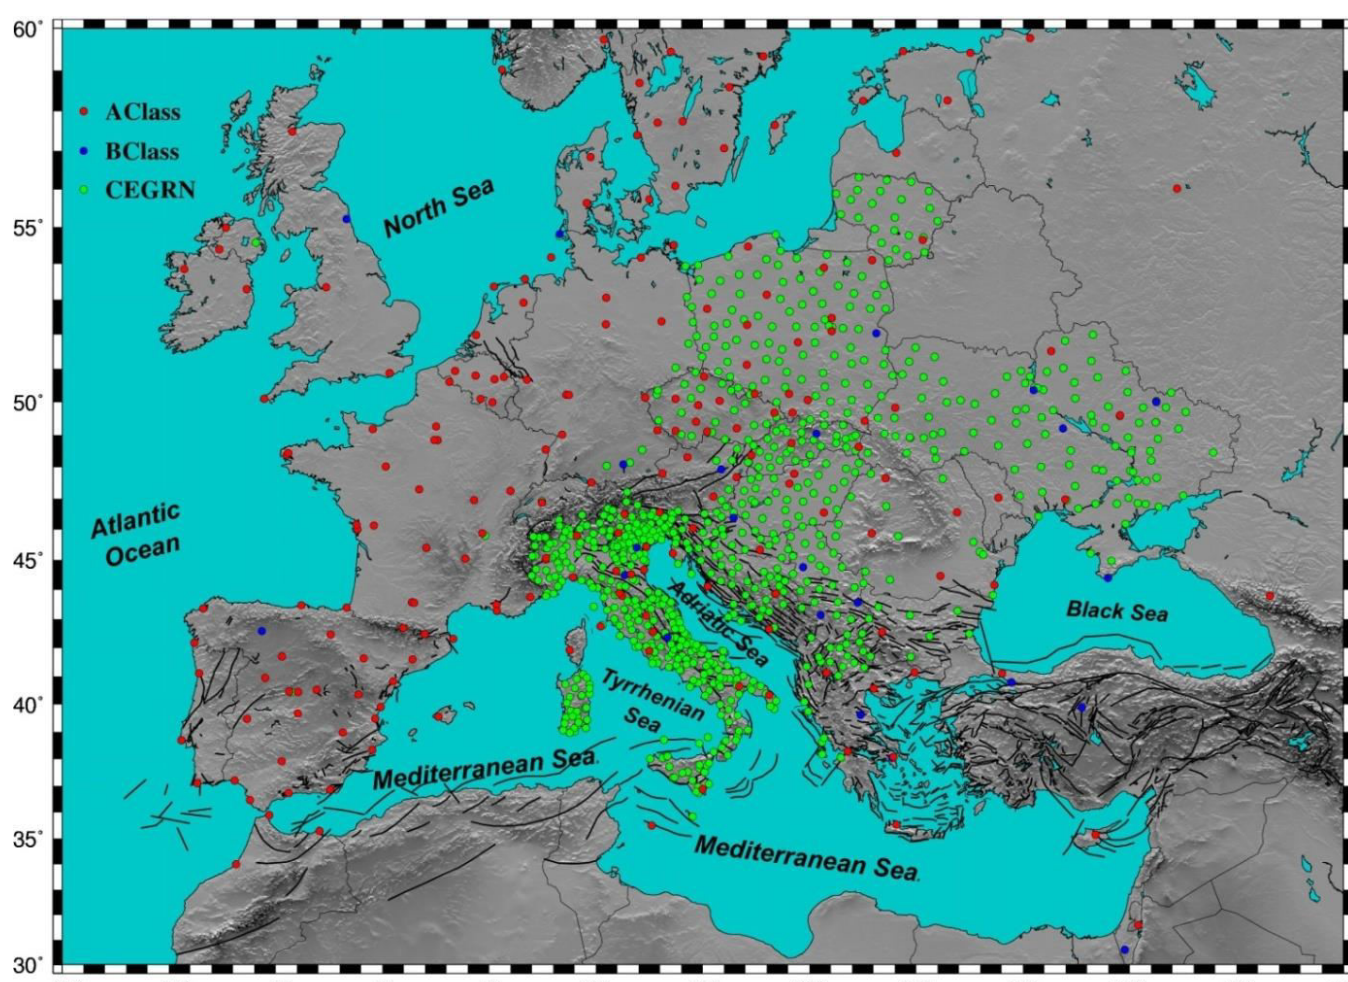 60°
AClass
BClass
CEGRN
North Sea
55°
50°
Atlantic
Ocean
45°
Adriatic Sea
Black Sea
Tyrrhenian
Sea
40°
Mediterranean Sea.
35°
Mediterranean Sea.
30°